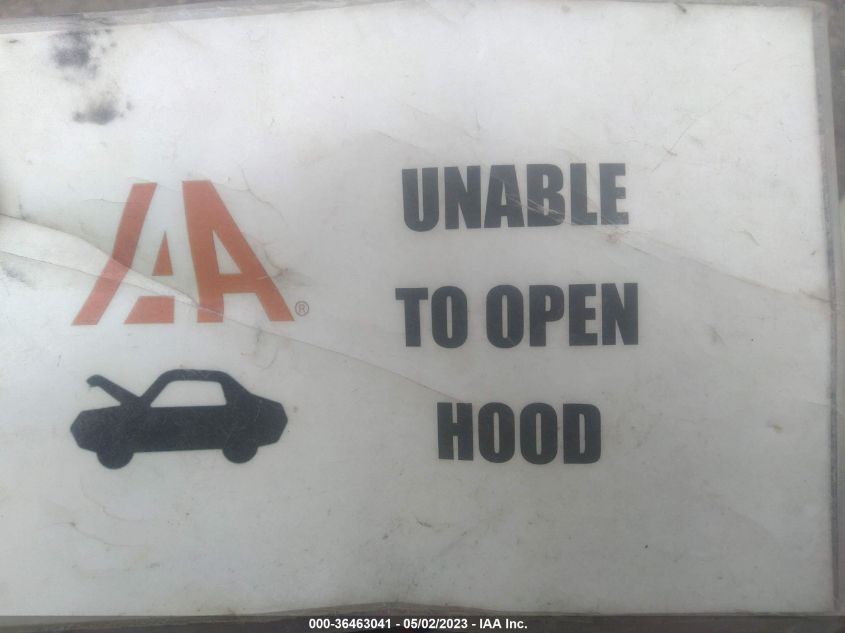 IAA®
UNABLE
TO OPEN
HOOD
000-36463041 - 05/02/2023 - IAA Inc.